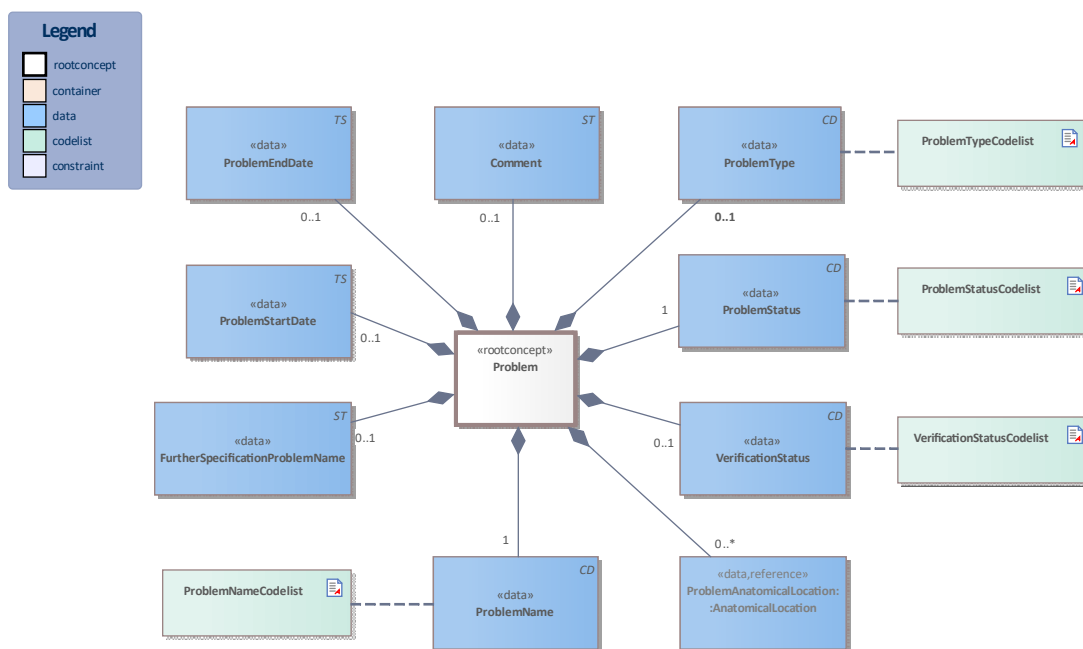 Legend
rootconcept
container
data
codelist
constraint
TS
«data»
ProblemEndDate
0..1
ST
«data»
Comment
0..1
CD
«data»
ProblemType
0..1
ProblemTypeCodelist
TS
«data»
ProblemStartDate
0..1
CD
«data»
ProblemStatus
1
ProblemStatusCodelist
«rootconcept»
Problem
ST
«data»
FurtherSpecificationProblemName
0..1
CD
«data»
VerificationStatus
0..1
VerificationStatusCodelist
ProblemNameCodelist
1
CD
«data»
ProblemName
0..*
«data,reference»
ProblemAnatomicalLocation:
:AnatomicalLocation